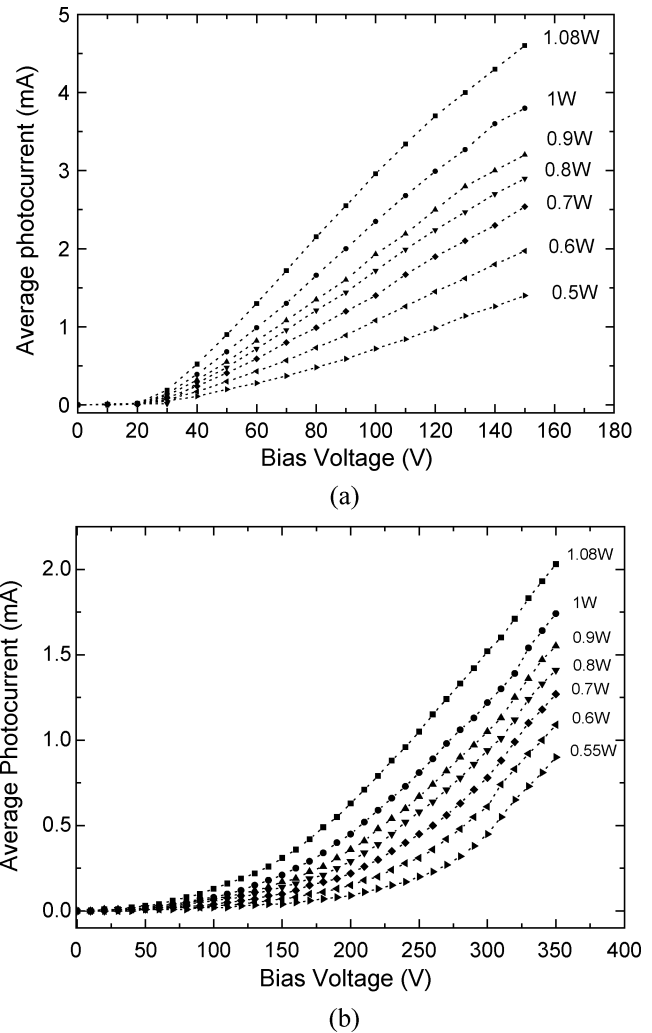 5
4
3
2
1
0
Average photocurrent (mA)
1.08W
1W
0.9W
0.8W
0.7W
0.6W
0.5W
0 20 40 60 80 100 120 140 160 180
Bias Voltage (V)
(a)
2.0
1.5
1.0
0.5
0.0
Average Photocurrent (mA)
1.08W
1W
0.9W
0.8W
0.7W
0.6W
0.55W
0 50 100 150 200 250 300 350 400
Bias Voltage (V)
(b)